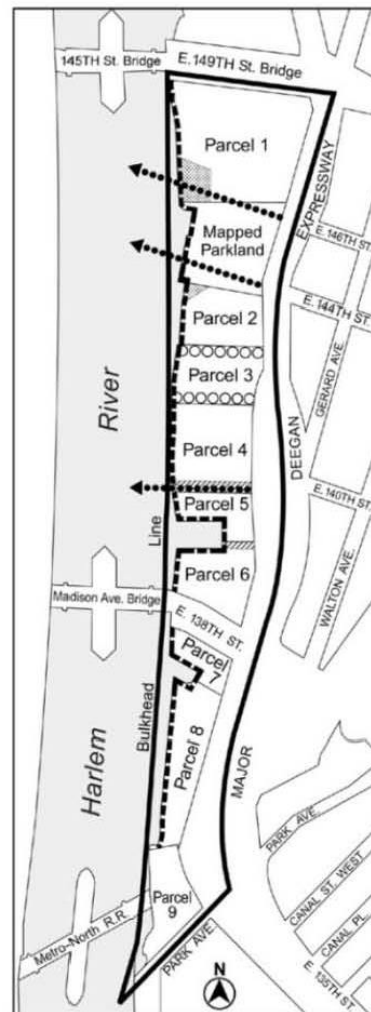 145TH St. Bridge
E.149TH St. Bridge
Parcel 1
EXPRESSWAY
E. 146TH ST.
Mapped
Parkland
E. 144TH ST.
Parcel 2
GERARD AVE.
Parcel 3
River
Parcel 4
DEEGAN
E. 140TH ST.
Parcel 5
Line
WALTON AVE.
Parcel 6
Madison Ave. Bridge
E. 138TH ST.
Parcel
7
Bulkhead
Parcel 8
Harlem
MAJOR
PARK AVE.
CANAL ST. WEST
Parcel
9
CANAL PL.
Metro-North R.R.
PARK AVE.
E. 135TH ST.
N